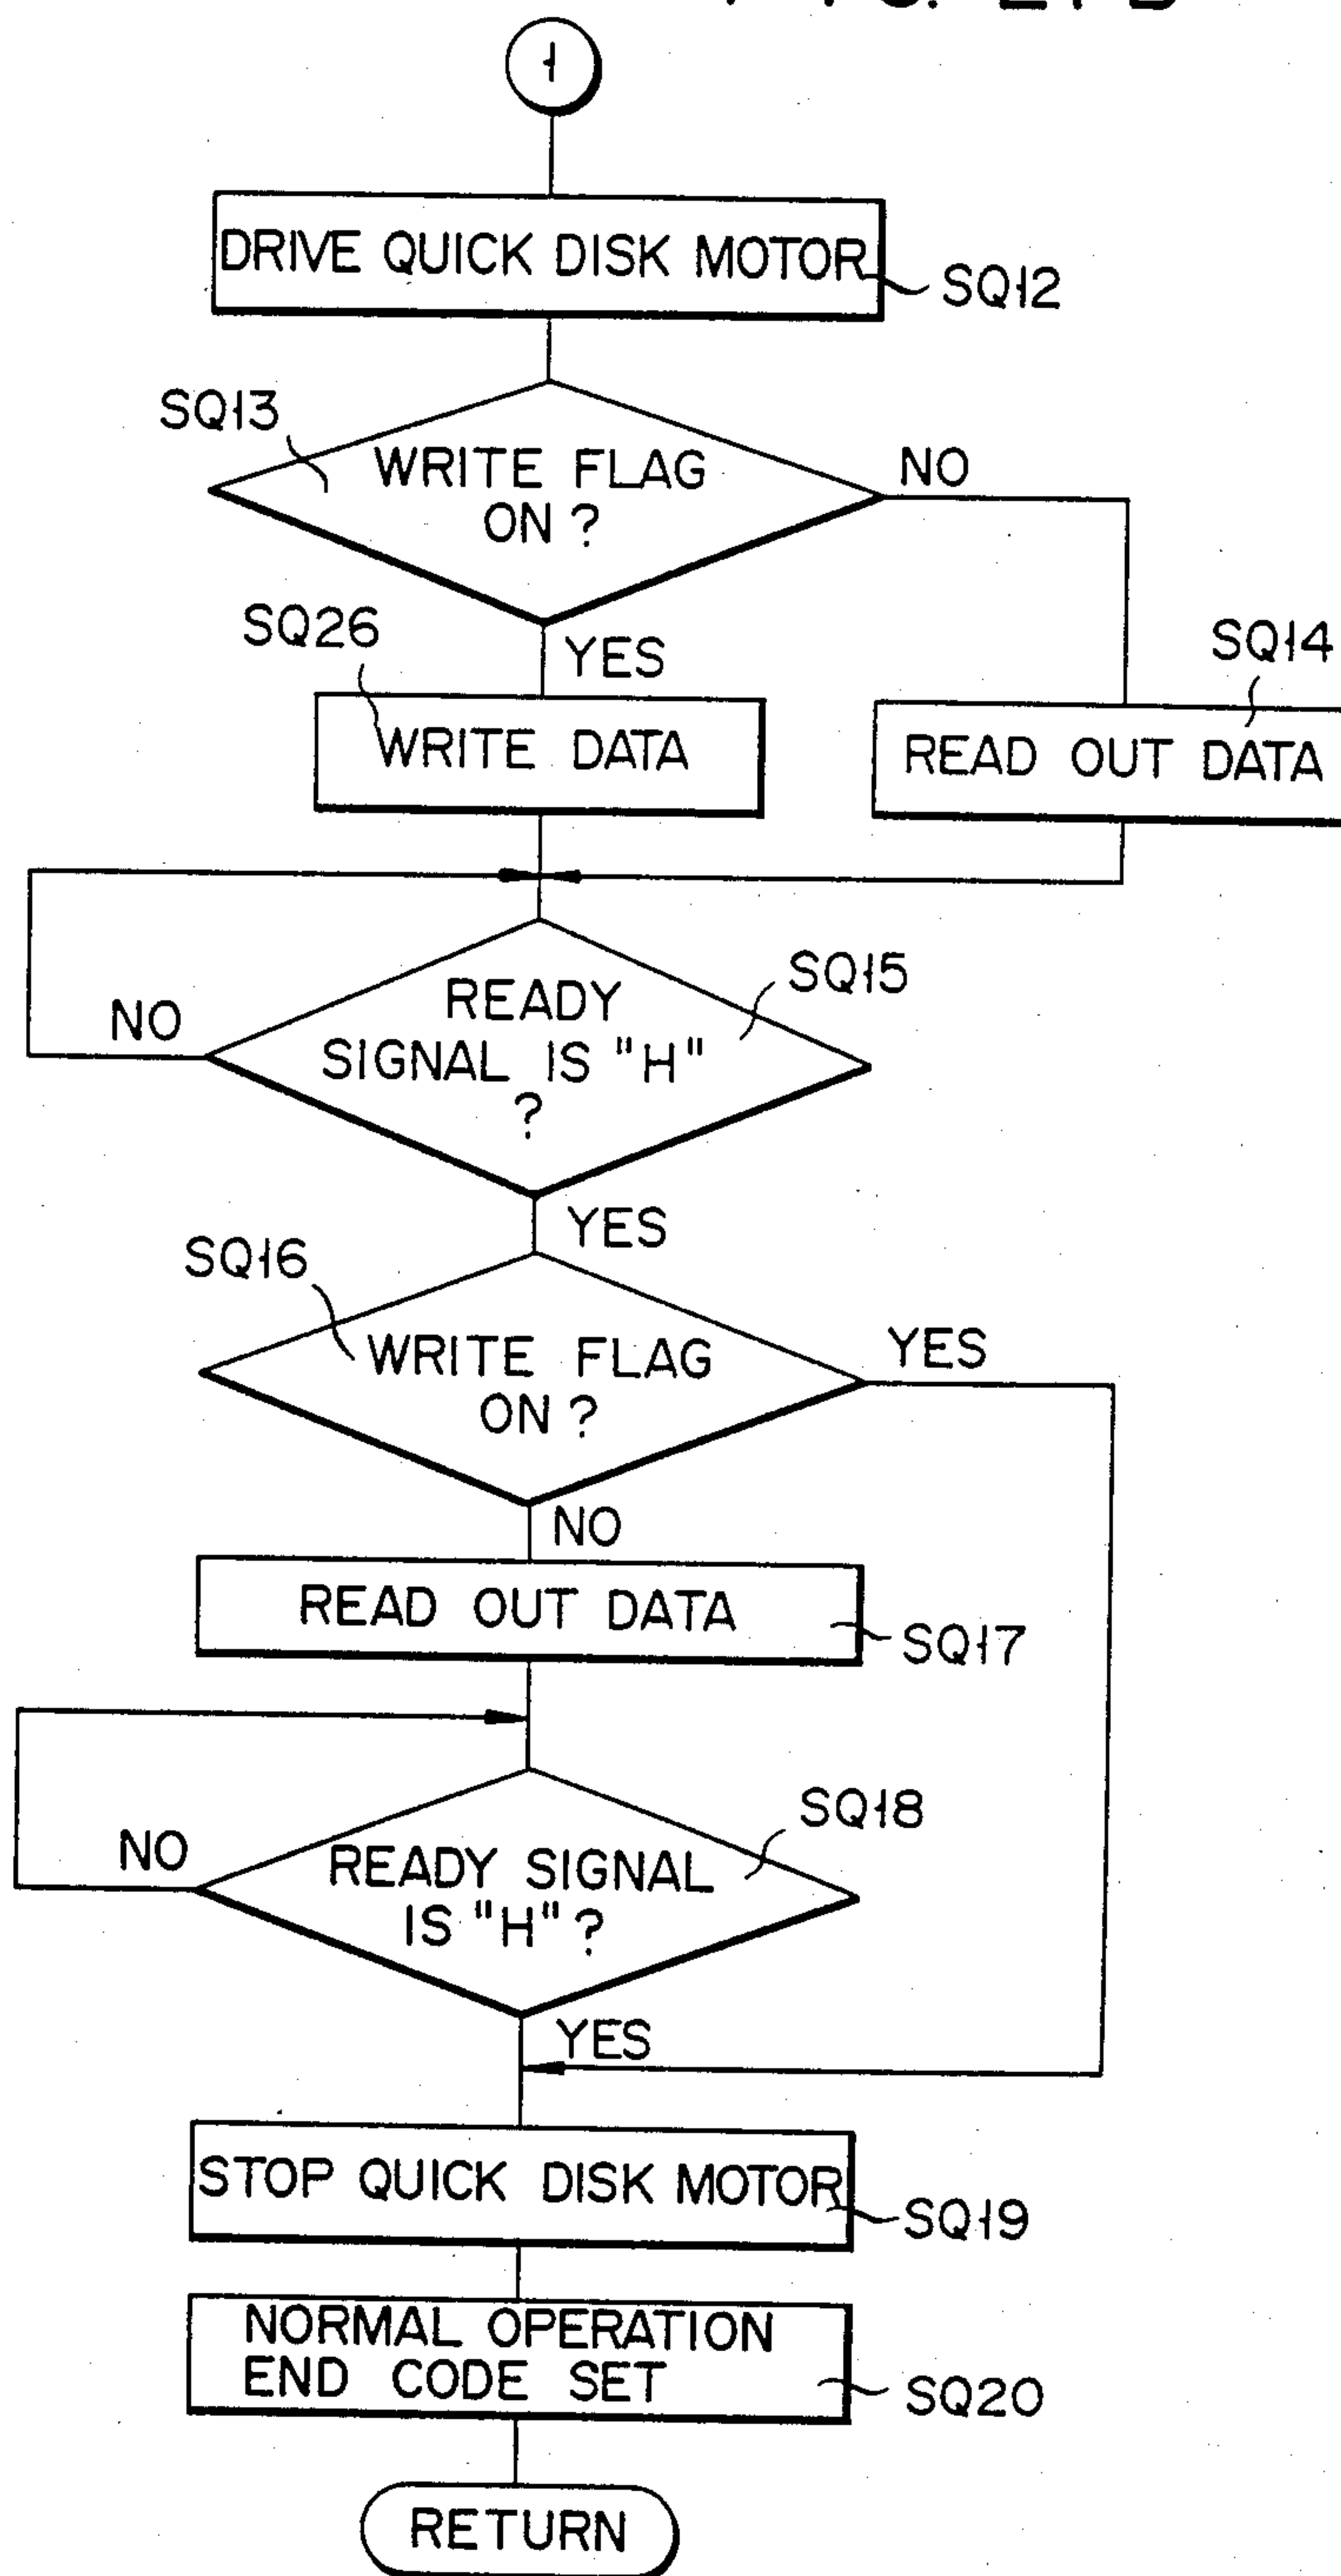 1
DRIVE QUICK DISK MOTOR
SQ12
SQ13
WRITE FLAG
ON ?
NO
SQ26
YES
SQ14
WRITE DATA
READ OUT DATA
SQ15
READY
SIGNAL IS "H"
?
NO
YES
SQ16
WRITE FLAG
ON ?
YES
NO
READ OUT DATA
SQ17
SQ18
NO
READY SIGNAL
IS "H" ?
YES
STOP QUICK DISK MOTOR
SQ19
NORMAL OPERATION
END CODE SET
SQ20
RETURN